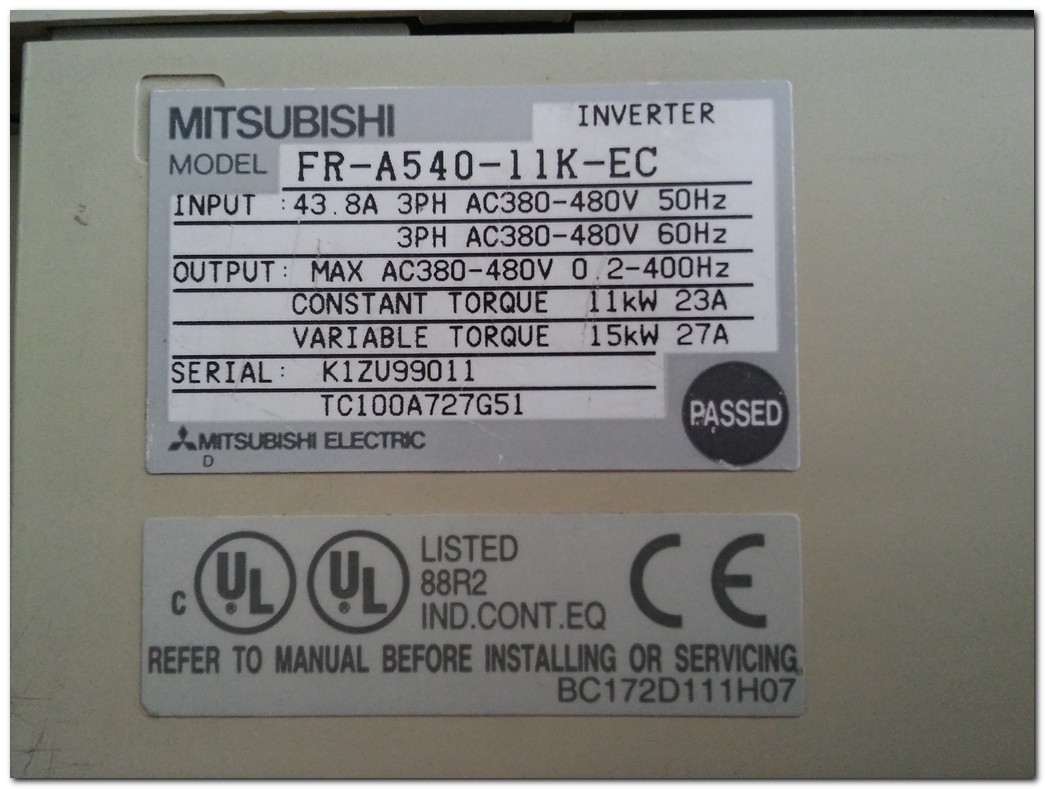 MITSUBISHI INVERTER
MODEL FR-A540-11K-EC
INPUT :43.8A 3PH AC380-480V 50Hz
3PH AC380-480V 60Hz
OUTPUT: MAX AC380-480V 0.2-400Hz
CONSTANT TORQUE 11kW 23A
VARIABLE TORQUE 15kW 27A
SERIAL: K1ZU99011
TC100A727G51
PASSED
MITSUBISHI ELECTRIC
D
c UL® UL® LISTED
88R2
IND.CONT.EQ
CE
REFER TO MANUAL BEFORE INSTALLING OR SERVICING.
BC172D111H07